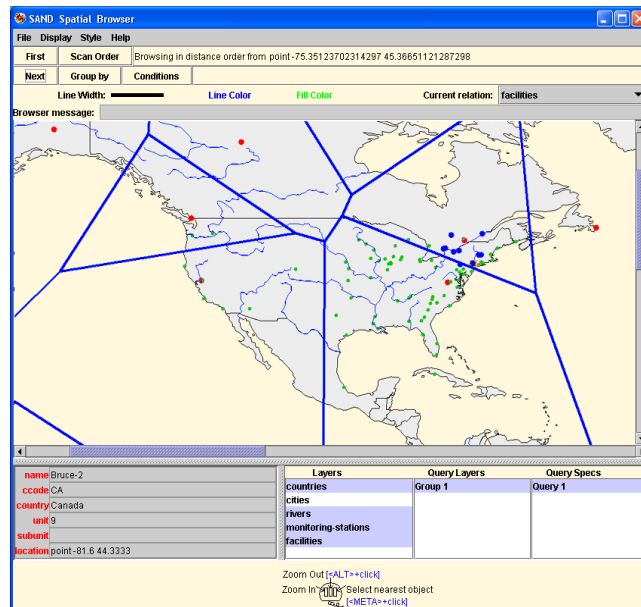 SAND Spatial Browser
File Display Style Help
First Scan Order Browsing in distance order from point -75.35123702314297 45.36651121287298
Next Group by Conditions
Line Width: Line Color Fill Color Current relation: facilities
Browser message:
name Bruce-2
ccode CA
country Canada
unit 9
subunit
location point -81.6 44.3333
Layers Query Layers Query Specs
countries Group 1 Query 1
cities
rivers
monitoring-stations
facilities
Zoom Out [<ALT>+click]
Zoom In Select nearest object
[<META>+click]